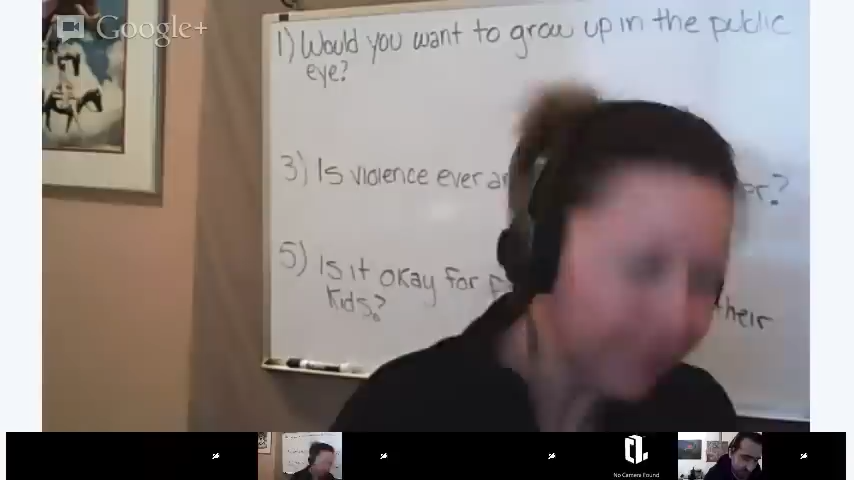 Google+
1) Would you want to grow up in the public
eye?
3) Is violence ever
5) Is it okay for
their
kids?
No Camera Found